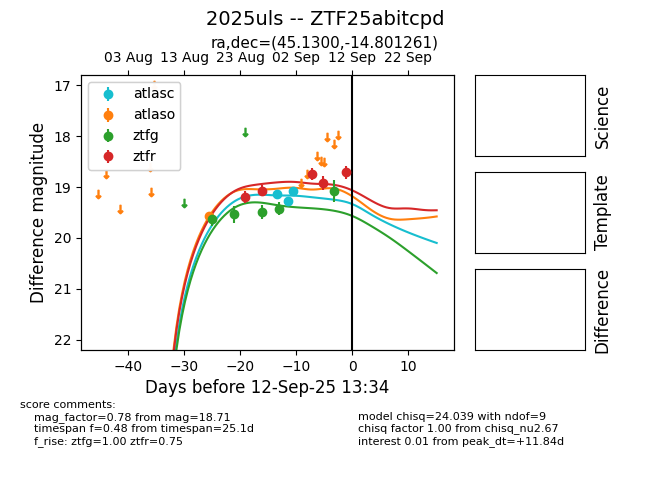 2025uls -- ZTF25abitcpd
ra,dec=(45.1300,-14.801261)
03 Aug 13 Aug 23 Aug 02 Sep 12 Sep 22 Sep
17
18
19
20
21
22
Difference magnitude
atlasc
atlaso
ztfg
ztfr
−40 −30 −20 −10 0 10
Days before 12-Sep-25 13:34
Science
Template
Difference
score comments:
mag_factor=0.78 from mag=18.71
timespan f=0.48 from timespan=25.1d
f_rise: ztfg=1.00 ztfr=0.75
model chisq=24.039 with ndof=9
chisq factor 1.00 from chisq_nu2.67
interest 0.01 from peak_dt=+11.84d